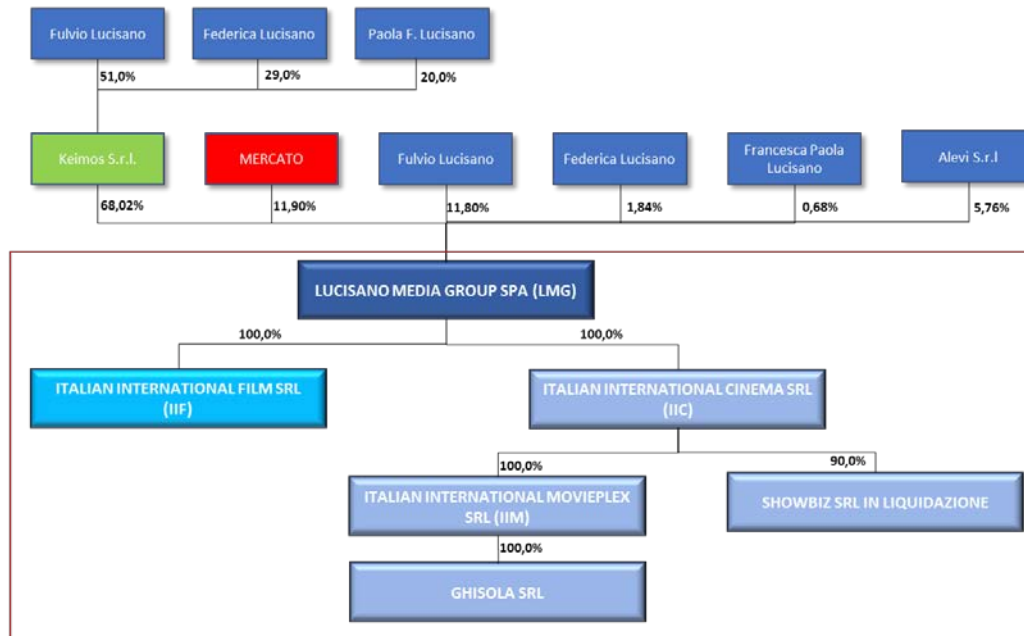 Fulvio Lucisano
Federica Lucisano
Paola F. Lucisano
51,0%
29,0%
20,0%
Keimos S.r.l.
MERCATO
Fulvio Lucisano
Federica Lucisano
Francesca Paola
Lucisano
Alevi S.r.l
68,02%
11,90%
11,80%
1,84%
0,68%
5,76%
LUCISANO MEDIA GROUP SPA (LMG)
100,0%
100,0%
ITALIAN INTERNATIONAL FILM SRL
(IIF)
ITALIAN INTERNATIONAL CINEMA SRL
(IIC)
100,0%
90,0%
ITALIAN INTERNATIONAL MOVIEPLEX
SRL (IIM)
SHOWBIZ SRL IN LIQUIDAZIONE
100,0%
GHISOLA SRL